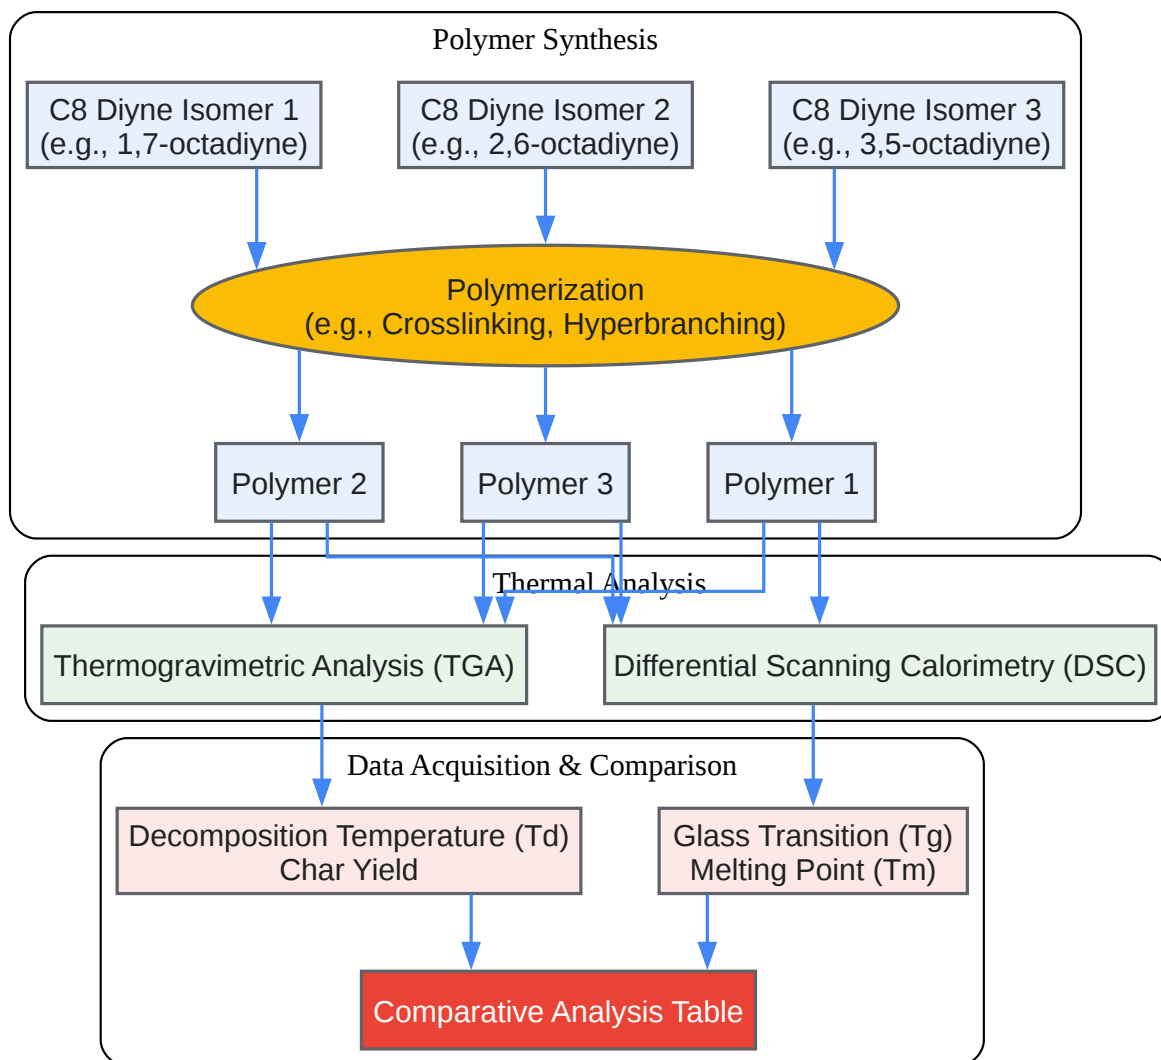 Polymer Synthesis
C8 Diyne Isomer 1
(e.g., 1,7-octadiyne)
C8 Diyne Isomer 2
(e.g., 2,6-octadiyne)
C8 Diyne Isomer 3
(e.g., 3,5-octadiyne)
Polymerization
(e.g., Crosslinking, Hyperbranching)
Polymer 2
Polymer 3
Polymer 1
Thermal Analysis
Thermogravimetric Analysis (TGA)
Differential Scanning Calorimetry (DSC)
Data Acquisition & Comparison
Decomposition Temperature (Td)
Char Yield
Glass Transition (Tg)
Melting Point (Tm)
Comparative Analysis Table